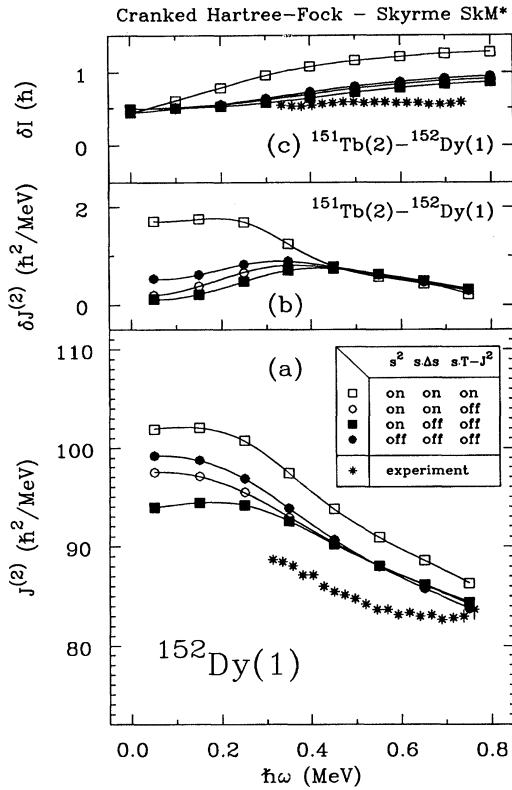 Cranked Hartree-Fock - Skyrme SkM*
δI (ħ)
1
0
(c) ¹⁵¹Tb(2)-¹⁵²Dy(1)
δJ⁽²⁾ (ħ²/MeV)
2
0
¹⁵¹Tb(2)-¹⁵²Dy(1)
(b)
J⁽²⁾ (ħ²/MeV)
110
100
90
80
(a)
s² s.Δs s.T-J²
on on on
on on off
on off off
off off off
experiment
¹⁵²Dy(1)
0.0 0.2 0.4 0.6 0.8
ħω (MeV)